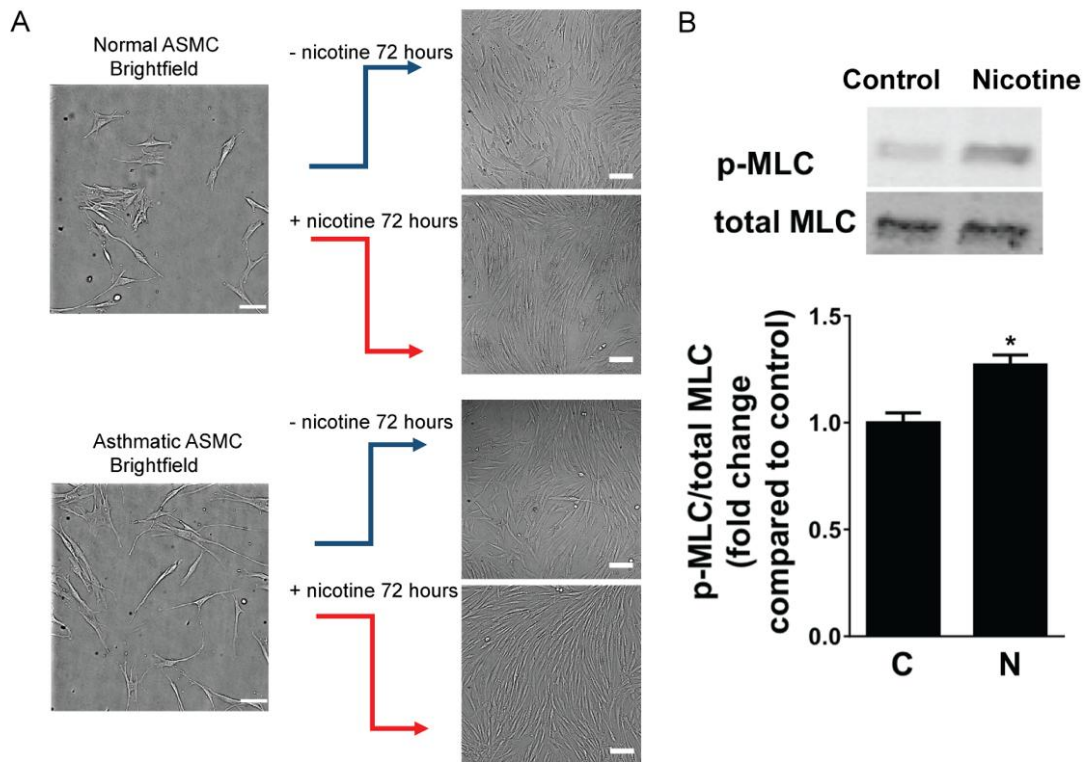 A
Normal ASMC
Brightfield
- nicotine 72 hours
+ nicotine 72 hours
Asthmatic ASMC
Brightfield
- nicotine 72 hours
+ nicotine 72 hours
B
Control Nicotine
p-MLC
total MLC
p-MLC/total MLC
(fold change
compared to control)
1.5
1.0
0.5
0.0
*
C N